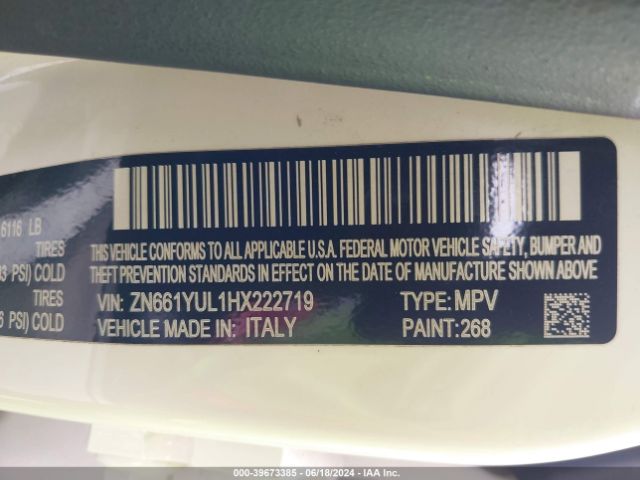 6116 LB
TIRES
PSI) COLD
TIRES
PSI) COLD
THIS VEHICLE CONFORMS TO ALL APPLICABLE U.S.A. FEDERAL MOTOR VEHICLE SAFETY, BUMPER AND
THEFT PREVENTION STANDARDS IN EFFECT ON THE DATE OF MANUFACTURE SHOWN ABOVE
VIN: ZN661YUL1HX222719 TYPE: MPV
VEHICLE MADE IN: ITALY PAINT: 268
000-39673385 - 06/18/2024 - IAA Inc.